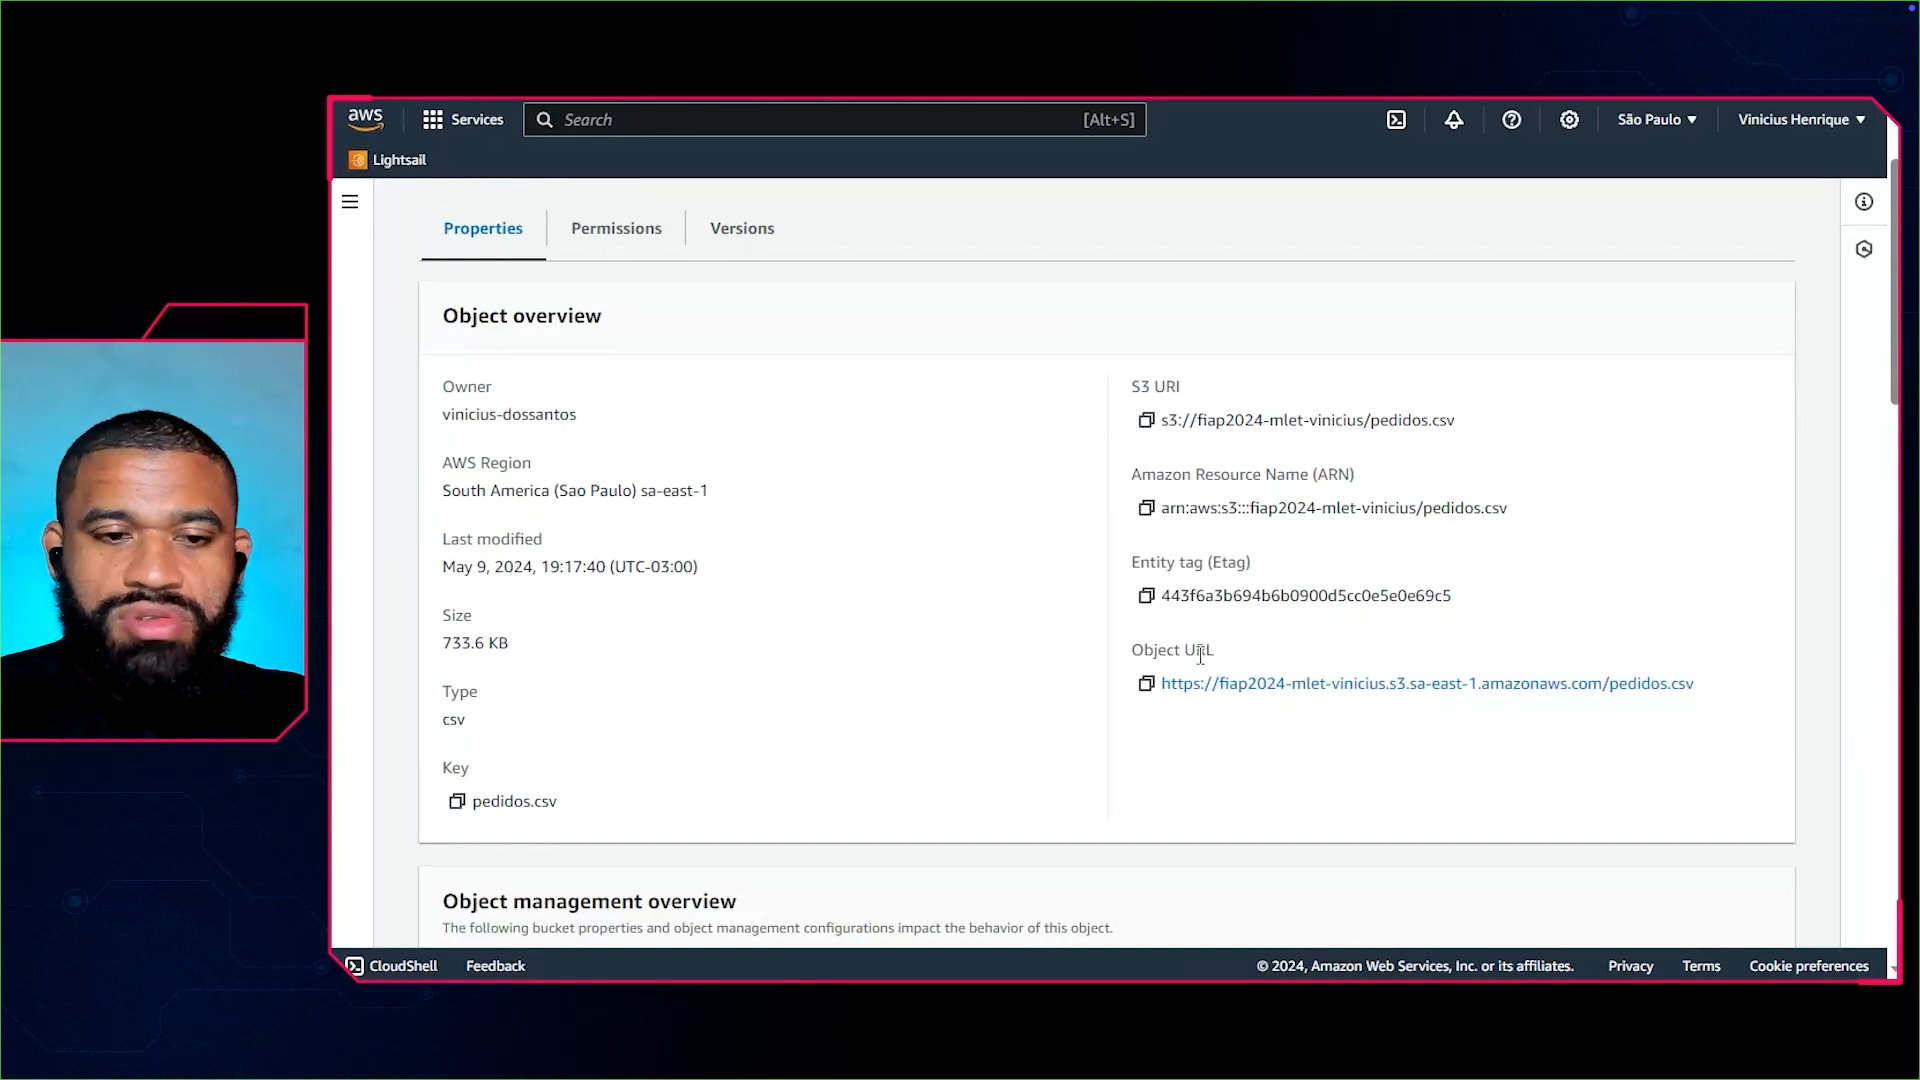 aws
Services
Search
[Alt+S]
São Paulo
Vinicius Henrique
Lightsail
Properties
Permissions
Versions
Object overview
Owner
vinicius-dossantos
AWS Region
South America (Sao Paulo) sa-east-1
Last modified
May 9, 2024, 19:17:40 (UTC-03:00)
Size
733.6 KB
Type
csv
Key
pedidos.csv
S3 URI
s3://fiap2024-mlet-vinicius/pedidos.csv
Amazon Resource Name (ARN)
arn:aws:s3:::fiap2024-mlet-vinicius/pedidos.csv
Entity tag (Etag)
443f6a3b694b6b0900d5cc0e5e0e69c5
Object URL
https://fiap2024-mlet-vinicius.s3.sa-east-1.amazonaws.com/pedidos.csv
Object management overview
The following bucket properties and object management configurations impact the behavior of this object.
CloudShell
Feedback
© 2024, Amazon Web Services, Inc. or its affiliates.
Privacy
Terms
Cookie preferences